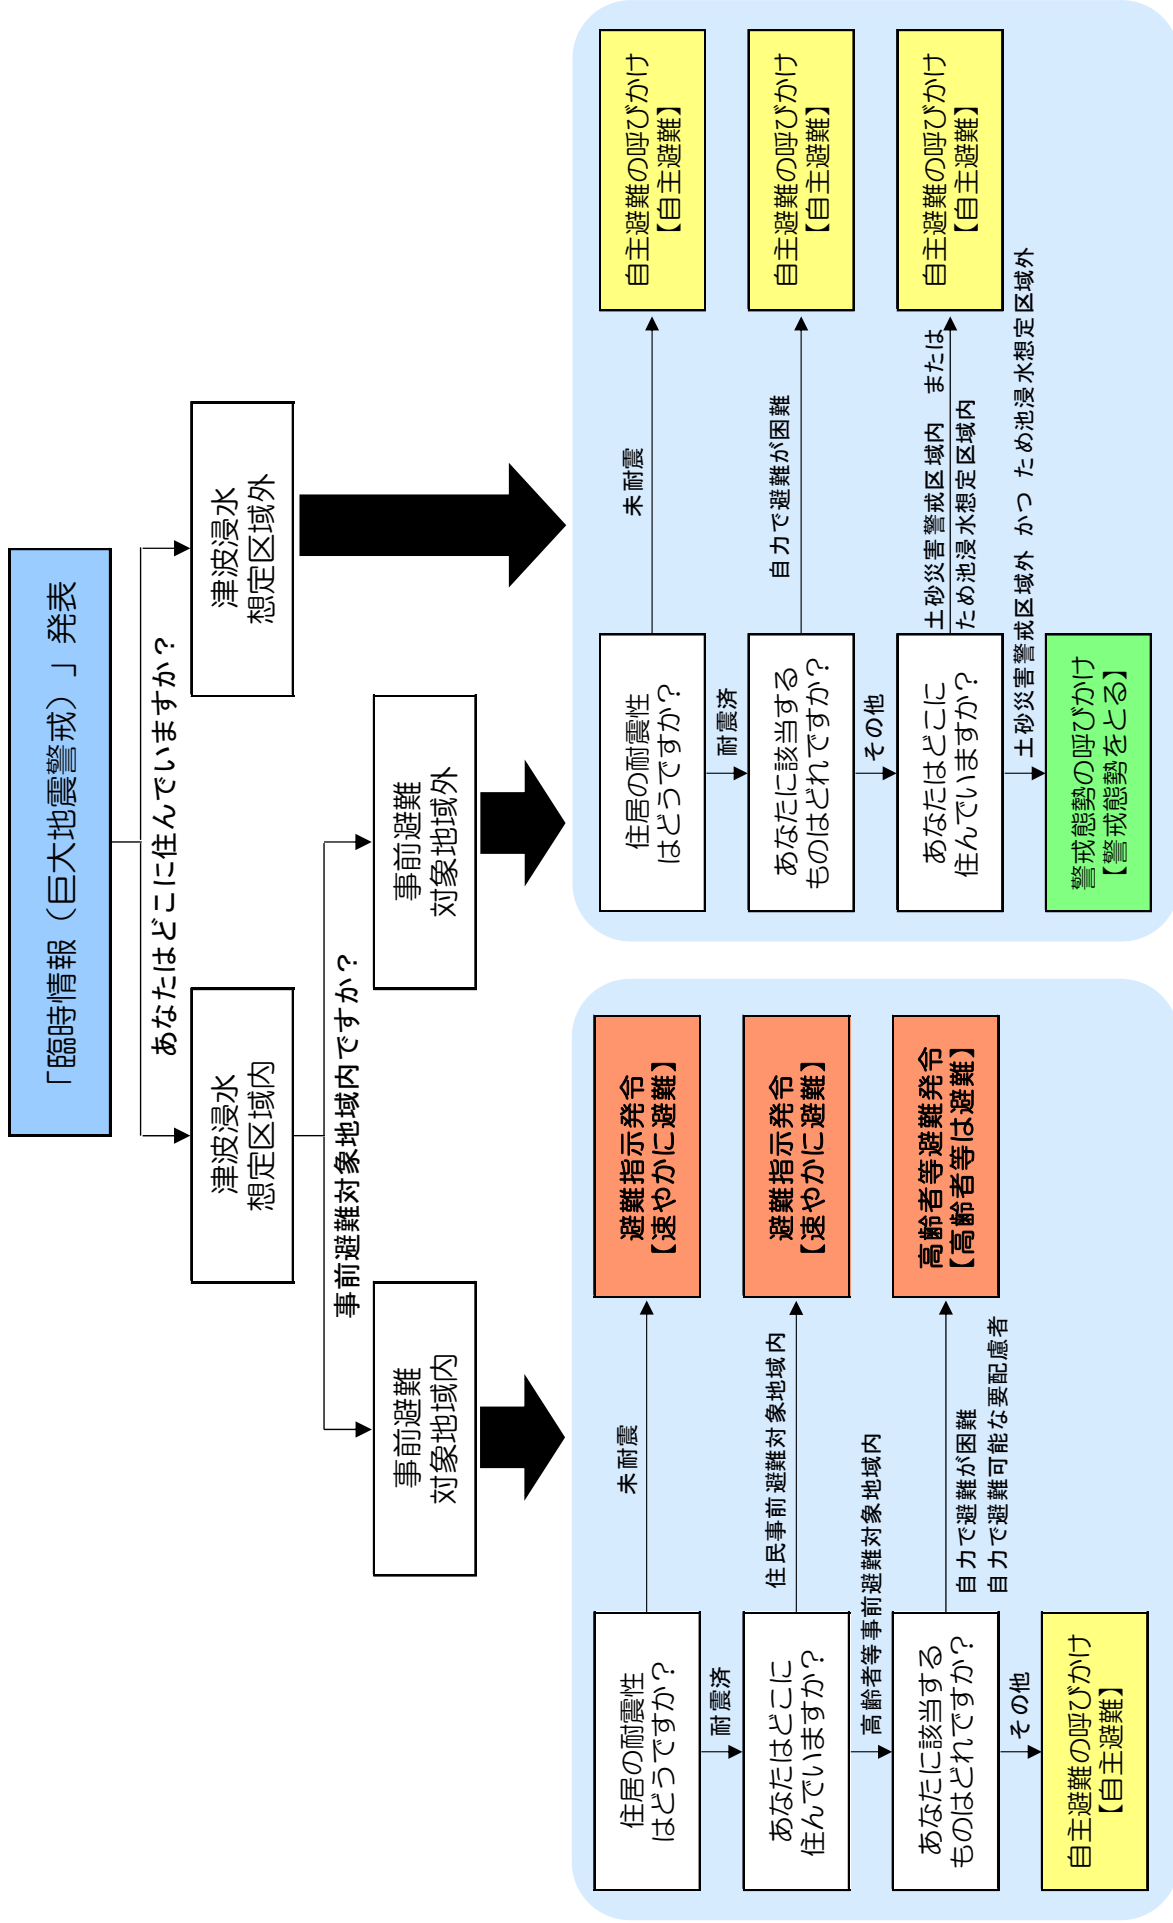 「臨時情報（巨大地震警戒）」発表
あなたはどこに住んでいますか？
津波浸水
想定区域内
津波浸水
想定区域外
事前避難対象地域内ですか？
事前避難
対象地域内
事前避難
対象地域外
住居の耐震性
はどうですか？
未耐震
避難指示発令
【速やかに避難】
耐震済
あなたはどこに
住んでいますか？
住民事前避難対象地域内
避難指示発令
【速やかに避難】
高齢者等事前避難対象地域内
あなたに該当する
ものはどれですか？
自力で避難が困難
自力で避難可能な要配慮者
高齢者等避難発令
【高齢者等は避難】
その他
自主避難の呼びかけ
【自主避難】
住居の耐震性
はどうですか？
未耐震
自主避難の呼びかけ
【自主避難】
耐震済
あなたに該当する
ものはどれですか？
自力で避難が困難
自主避難の呼びかけ
【自主避難】
その他
あなたはどこに
住んでいますか？
土砂災害警戒区域内　または
ため池浸水想定区域内
自主避難の呼びかけ
【自主避難】
土砂災害警戒区域外 かつ ため池浸水想定区域外
警戒態勢の呼びかけ
【警戒態勢をとる】